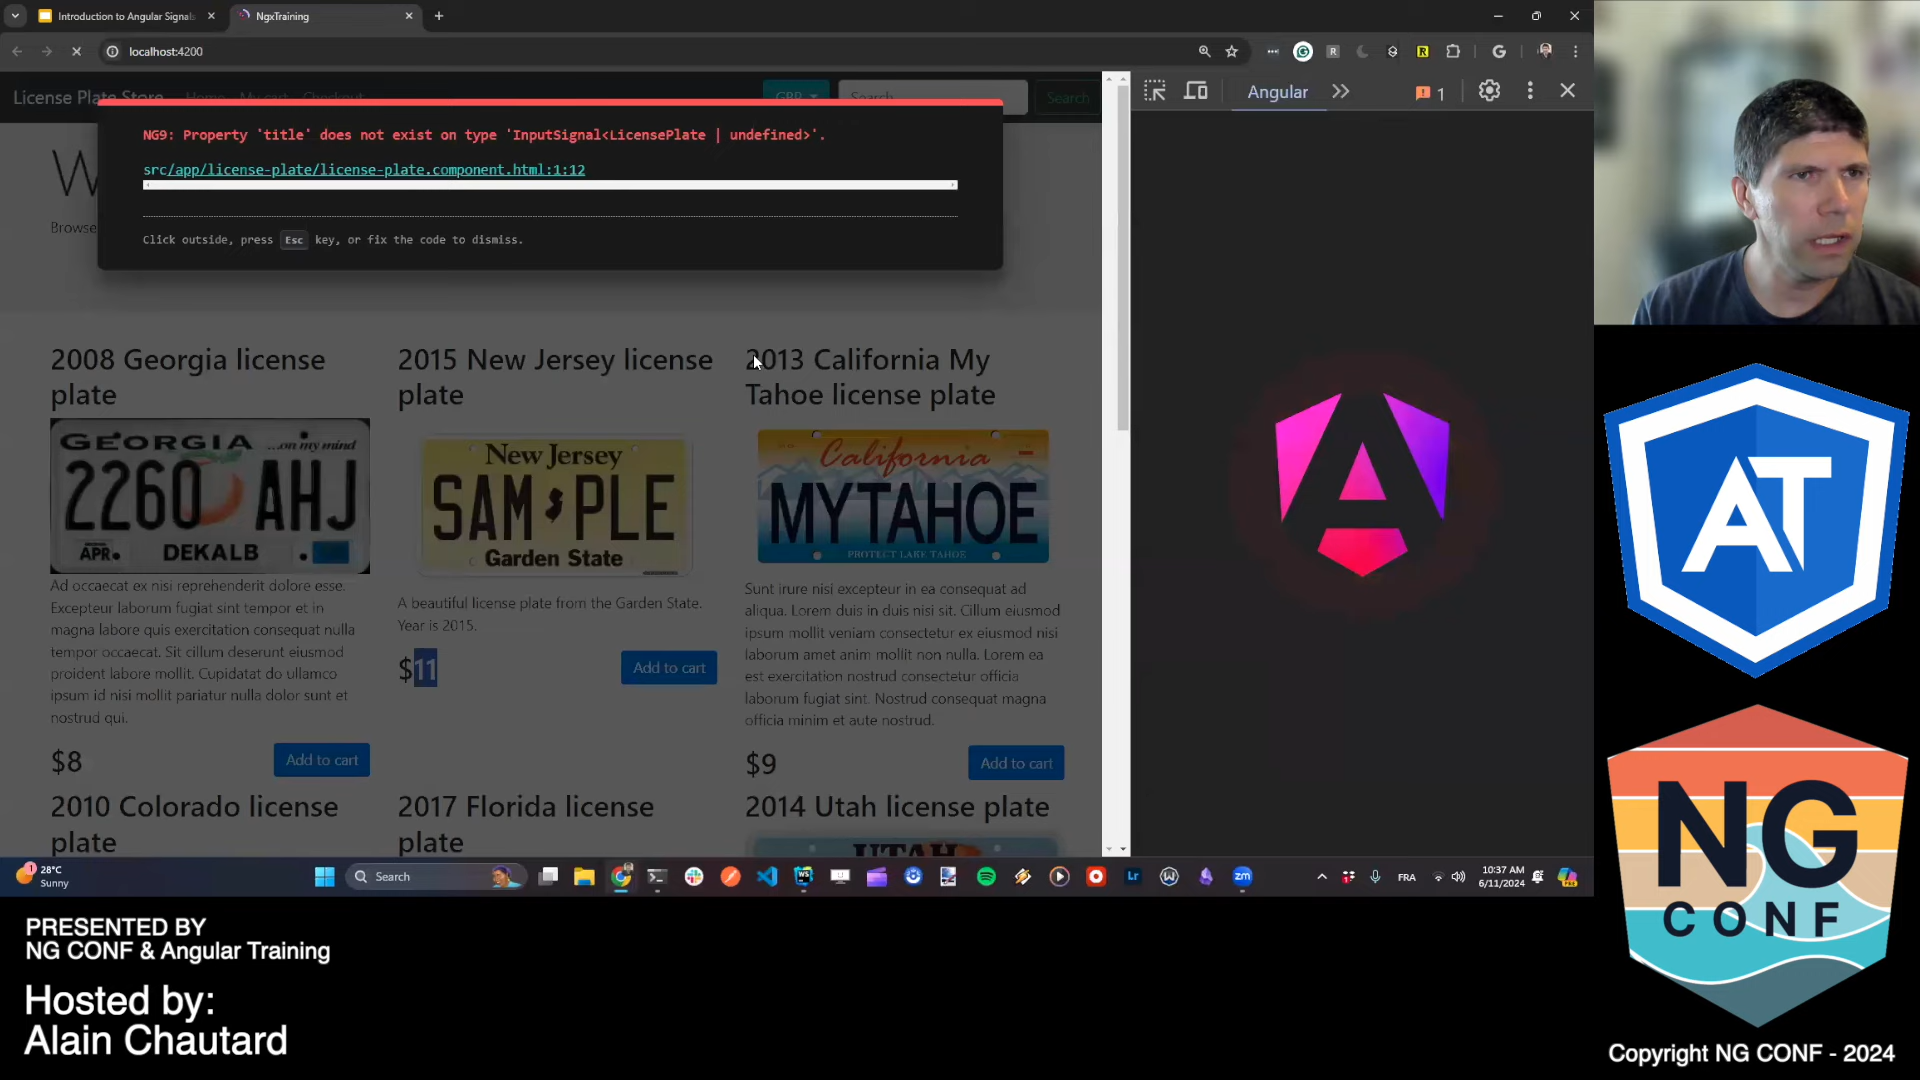 Introduction to Angular Signals
NgxTraining
localhost:4200
Angular
1
License Plate Store Home My cart Checkout
GBP
Search
Search
NG9: Property 'title' does not exist on type 'InputSignal<LicensePlate | undefined>'.
src/app/license-plate/license-plate.component.html:1:12
Click outside, press Esc key, or fix the code to dismiss.
W
Browse
2008 Georgia license
plate
GEORGIA ...on my mind
2260 AHJ
APR DEKALB
Ad occaecat ex nisi reprehenderit dolore esse.
Excepteur laborum fugiat sint tempor et in
magna labore quis exercitation consequat nulla
tempor occaecat. Sit cillum deserunt eiusmod
proident labore mollit. Cupidatat do ullamco
ipsum id nisi mollit pariatur nulla dolor sunt et
nostrud qui.
$8
Add to cart
2015 New Jersey license
plate
New Jersey
SAM PLE
Garden State
A beautiful license plate from the Garden State.
Year is 2015.
$11
Add to cart
2013 California My
Tahoe license plate
California
MYTAHOE
PROTECT LAKE TAHOE
Sunt irure nisi excepteur in ea consequat ad
aliqua. Lorem duis in duis nisi sit. Cillum eiusmod
ipsum mollit veniam consectetur ex eiusmod nisi
laborum amet anim mollit non nulla. Lorem ea
est exercitation nostrud consectetur officia
laborum fugiat sint. Nostrud consequat magna
officia minim et aute nostrud.
$9
Add to cart
2010 Colorado license
plate
2017 Florida license
plate
2014 Utah license plate
UTAH
28°C
Sunny
Search
FRA
10:37 AM
6/11/2024
AT
NG
CONF
PRESENTED BY
NG CONF & Angular Training
Hosted by:
Alain Chautard
Copyright NG CONF - 2024